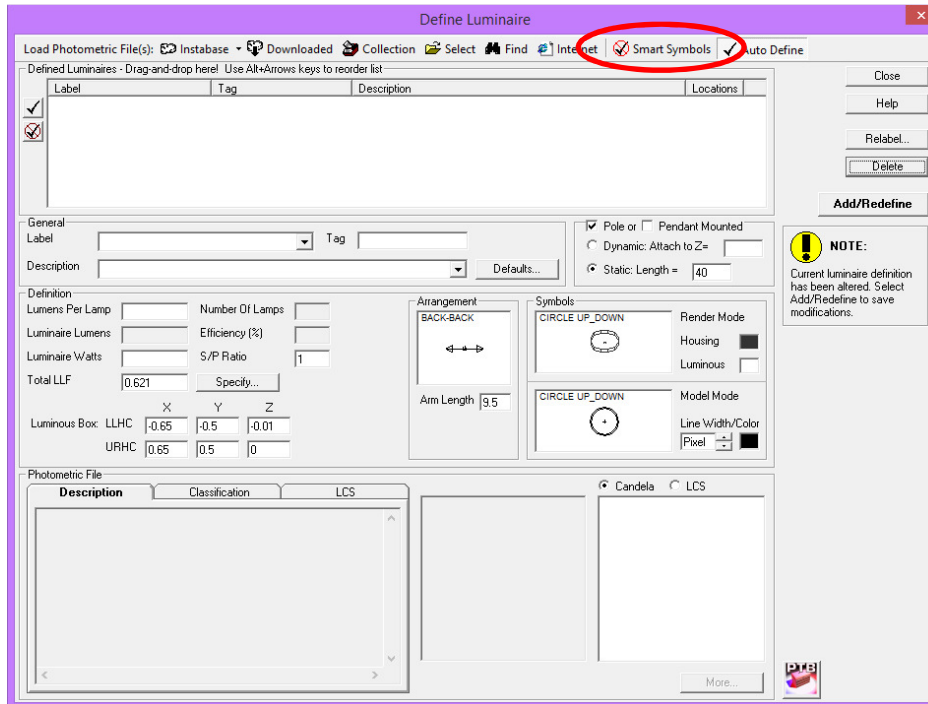 Define Luminaire
Load Photometric File(s): Instabase Downloaded Collection Select Find Internet Smart Symbols Auto Define
Defined Luminaires - Drag-and-drop here! Use Alt+Arrows keys to reorder list
Label Tag Description Locations
Close
Help
Relabel...
Delete
Add/Redefine
General
Label Tag
Description Defaults...
Pole or Pendant Mounted
Dynamic: Attach to Z=
Static: Length = 40
NOTE:
Current luminaire definition
has been altered. Select
Add/Redefine to save
modifications.
Definition
Lumens Per Lamp Number Of Lamps
Luminaire Lumens Efficiency (%)
Luminaire Watts S/P Ratio 1
Total LLF 0.621 Specify...
X Y Z
Luminous Box: LLHC -0.65 -0.5 -0.01
URHC 0.65 0.5 0
Arrangement
BACK-BACK
Arm Length 9.5
Symbols
CIRCLE UP_DOWN Render Mode
Housing
Luminous
CIRCLE UP_DOWN Model Mode
Line Width/Color
Pixel
Photometric File
Description Classification LCS
Candela LCS
More...
PTB